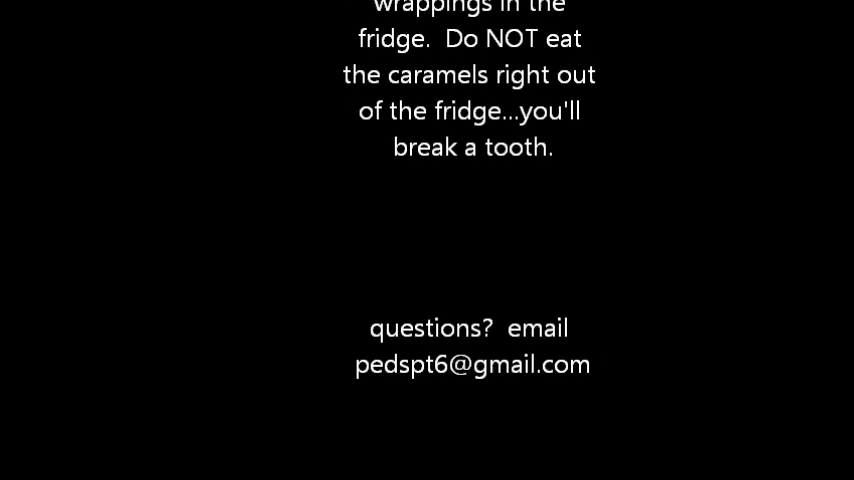 wrappings in the
fridge.  Do NOT eat
the caramels right out
of the fridge...you'll
break a tooth.
questions?  email
pedspt6@gmail.com